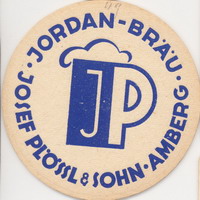 JORDAN-BRÄU
JP
JOSEF PLÖSSL & SOHN · AMBERG